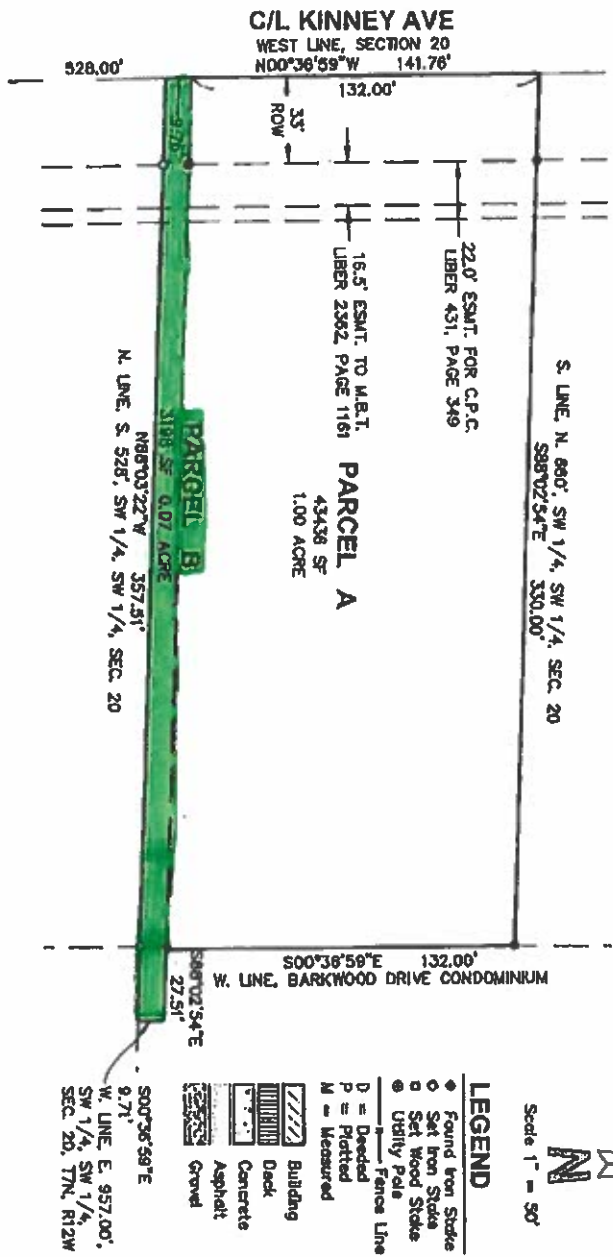 C/L KINNEY AVE
WEST LINE, SECTION 20
N00°36'59"W 141.76'
528.00'
132.00'
33'
ROW
9.76'
22.0' ESMT. FOR C.P.C.
LIBER 431, PAGE 349
16.5' ESMT. TO M.B.T.
LIBER 2362, PAGE 1161
S. LINE, N. 660', SW 1/4, SW 1/4, SEC. 20
S88°02'54"E 330.00'
PARCEL A
43436 SF
1.00 ACRE
PARCEL B
SF 0.07 ACRE
N88°03'22"W 357.51'
N. LINE, S. 528', SW 1/4, SW 1/4, SEC. 20
S00°36'59"E 132.00'
W. LINE, BARKWOOD DRIVE CONDOMINIUM
S88°02'54"E
27.51'
S00°36'59"E
9.71'
W. LINE, E. 957.00',
SW 1/4, SW 1/4,
SEC. 20, T7N, R12W
Scale 1" = 50'
N
LEGEND
Found Iron Stake
Set Iron Stake
Set Wood Stake
Utility Pole
Fence Line
D = Deeded
P = Platted
M = Measured
Building
Deck
Concrete
Asphalt
Gravel